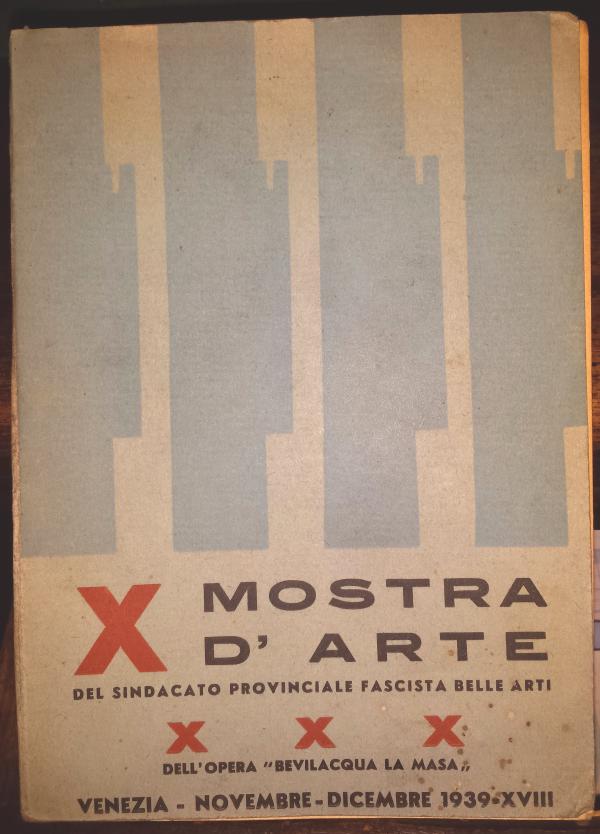 X MOSTRA
D' ARTE
DEL SINDACATO PROVINCIALE FASCISTA BELLE ARTI
X X X
DELL'OPERA "BEVILACQUA LA MASA„
VENEZIA - NOVEMBRE - DICEMBRE 1939-XVIII